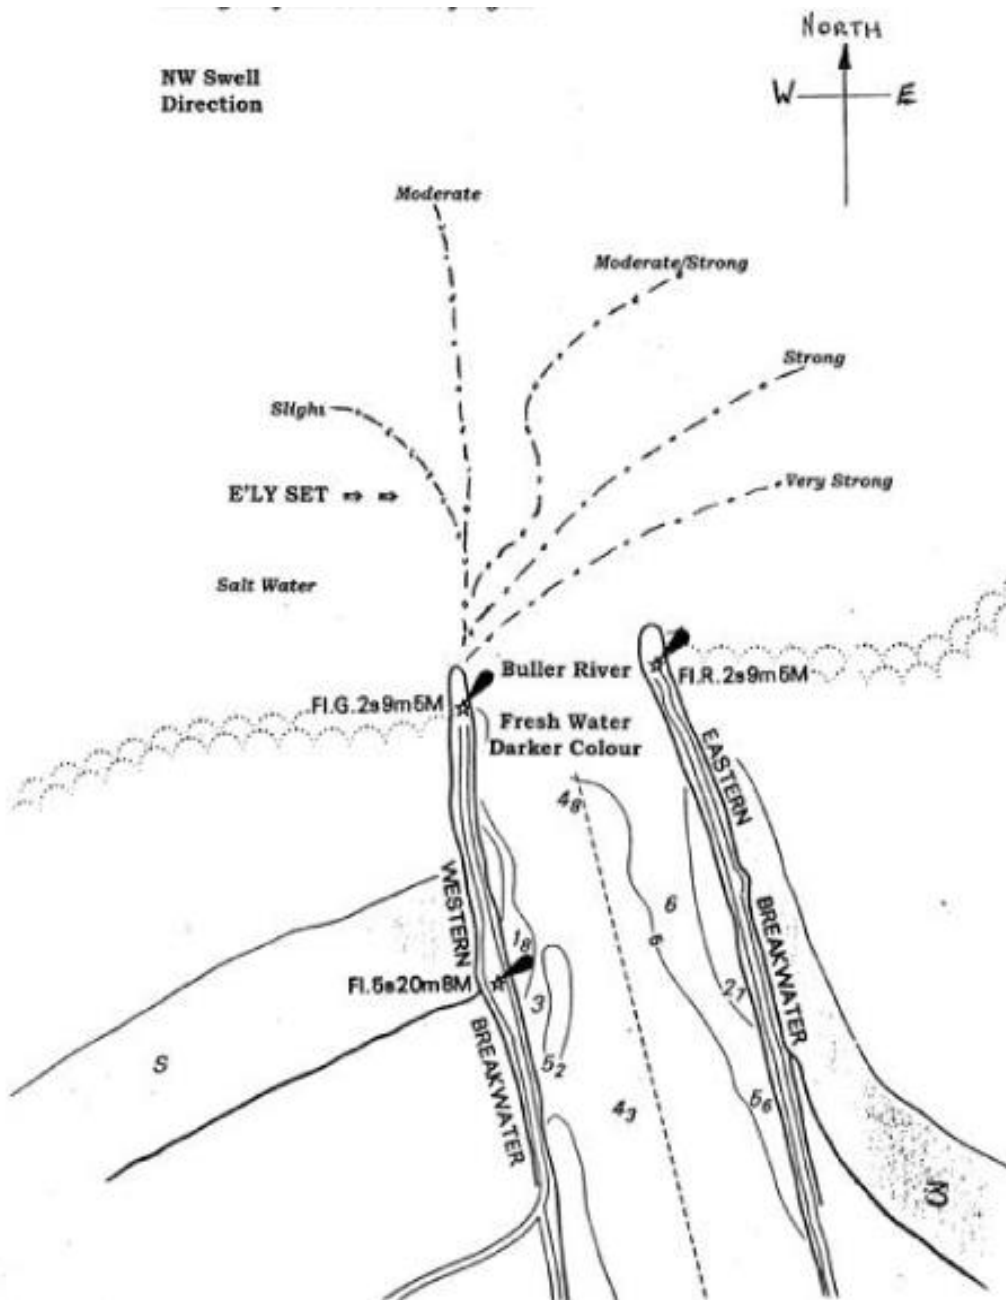 NORTH
W E
NW Swell
Direction
Moderate
Moderate/Strong
Strong
Slight
Very Strong
E'LY SET
Salt Water
Buller River
Fl.R.2s9m5M
Fl.G.2s9m5M
Fresh Water
Darker Colour
EASTERN
BREAKWATER
48
WESTERN
BREAKWATER
6
6
18
Fl.5s20m8M
3
21
S
52
43
56